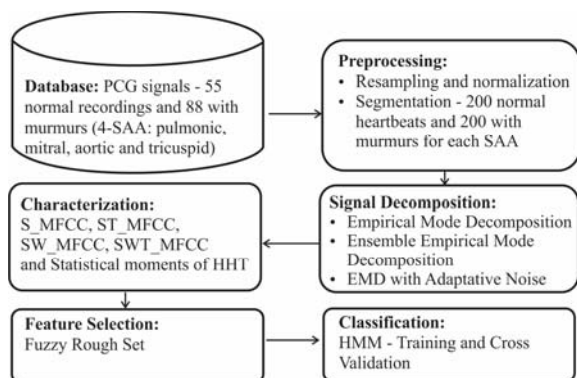 Database: PCG signals - 55
normal recordings and 88 with
murmurs (4-SAA: pulmonic,
mitral, aortic and tricuspid)
Preprocessing:
• Resampling and normalization
• Segmentation - 200 normal
heartbeats and 200 with
murmurs for each SAA
Signal Decomposition:
• Empirical Mode Decomposition
• Ensemble Empirical Mode
Decomposition
• EMD with Adaptative Noise
Characterization:
S_MFCC, ST_MFCC,
SW_MFCC, SWT_MFCC
and Statistical moments of HHT
Feature Selection:
Fuzzy Rough Set
Classification:
HMM - Training and Cross
Validation